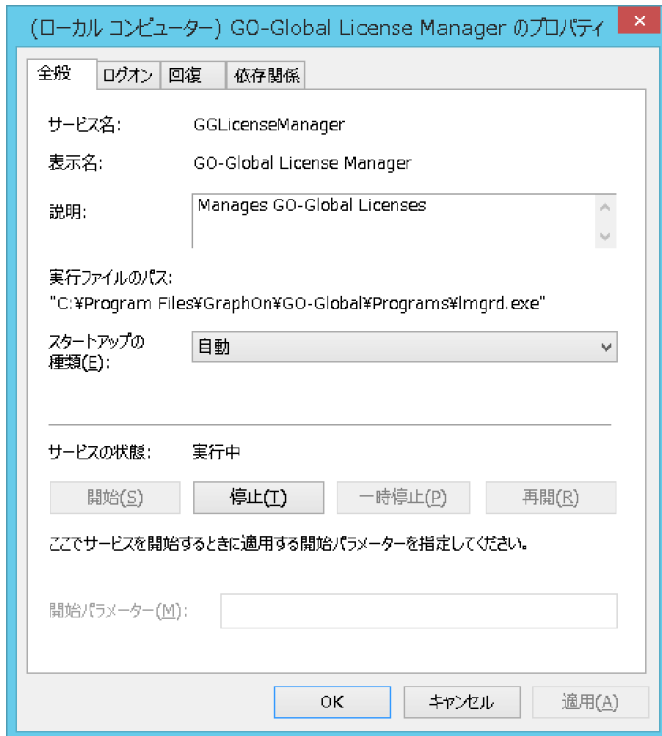 (ローカル コンピューター) GO-Global License Manager のプロパティ
全般 ログオン 回復 依存関係
サービス名: GGLicenseManager
表示名: GO-Global License Manager
説明: Manages GO-Global Licenses
実行ファイルのパス:
"C:¥Program Files¥GraphOn¥GO-Global¥Programs¥lmgrd.exe"
スタートアップの
種類(E): 自動
サービスの状態: 実行中
開始(S) 停止(T) 一時停止(P) 再開(R)
ここでサービスを開始するときに適用する開始パラメーターを指定してください。
開始パラメーター(M):
OK キャンセル 適用(A)